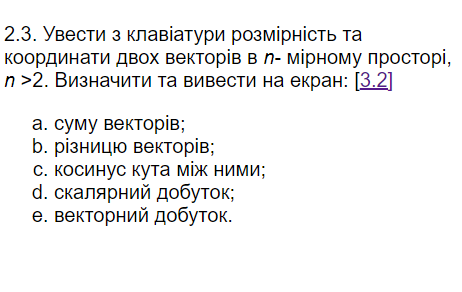 2.3. Увести з клавіатури розмірність та
координати двох векторів в n- мірному просторі,
n >2. Визначити та вивести на екран: [3.2]
a. суму векторів;
b. різницю векторів;
c. косинус кута між ними;
d. скалярний добуток;
e. векторний добуток.